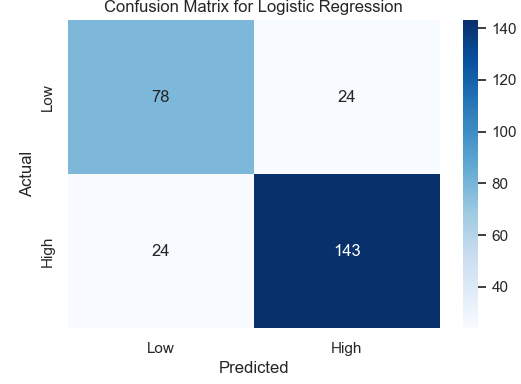 Confusion Matrix for Logistic Regression
Low
78
24
High
24
143
Actual
Low
High
Predicted
140
120
100
80
60
40